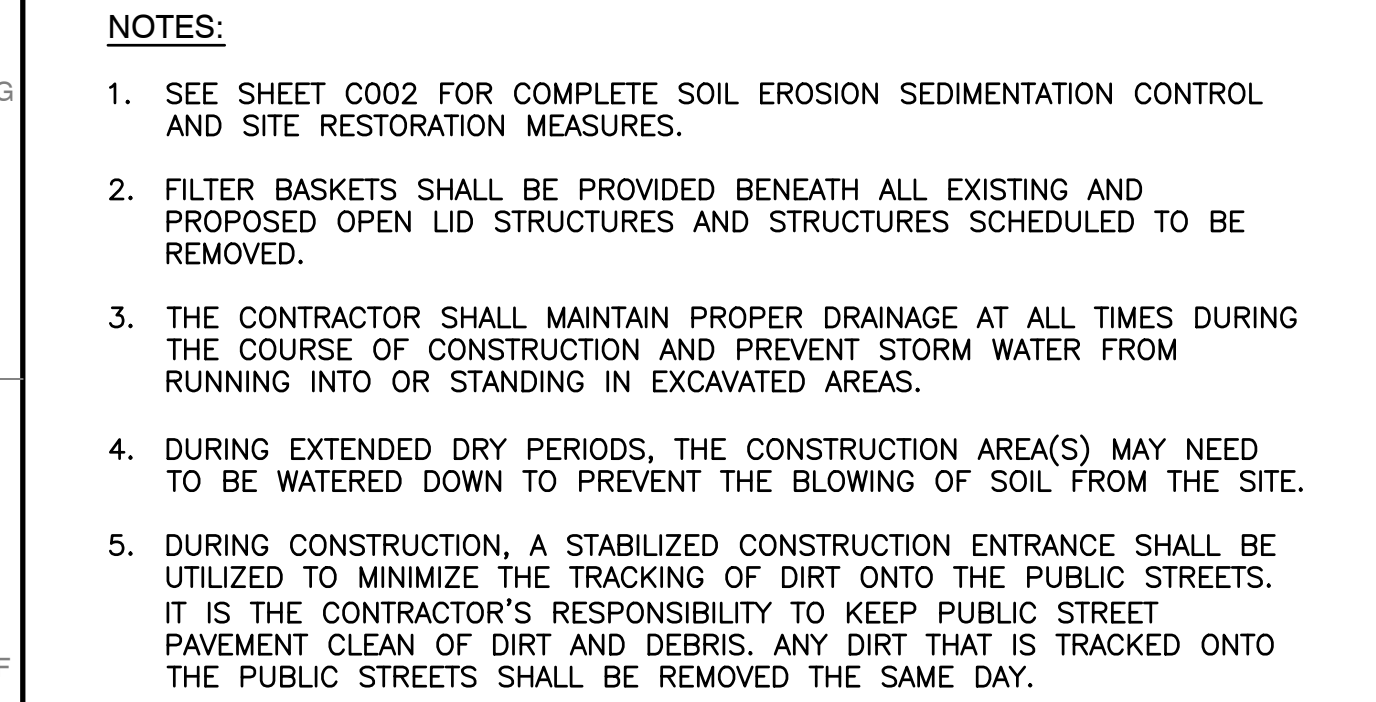 NOTES:
1. SEE SHEET C002 FOR COMPLETE SOIL EROSION SEDIMENTATION CONTROL
AND SITE RESTORATION MEASURES.
2. FILTER BASKETS SHALL BE PROVIDED BENEATH ALL EXISTING AND
PROPOSED OPEN LID STRUCTURES AND STRUCTURES SCHEDULED TO BE
REMOVED.
3. THE CONTRACTOR SHALL MAINTAIN PROPER DRAINAGE AT ALL TIMES DURING
THE COURSE OF CONSTRUCTION AND PREVENT STORM WATER FROM
RUNNING INTO OR STANDING IN EXCAVATED AREAS.
4. DURING EXTENDED DRY PERIODS, THE CONSTRUCTION AREA(S) MAY NEED
TO BE WATERED DOWN TO PREVENT THE BLOWING OF SOIL FROM THE SITE.
5. DURING CONSTRUCTION, A STABILIZED CONSTRUCTION ENTRANCE SHALL BE
UTILIZED TO MINIMIZE THE TRACKING OF DIRT ONTO THE PUBLIC STREETS.
IT IS THE CONTRACTOR'S RESPONSIBILITY TO KEEP PUBLIC STREET
PAVEMENT CLEAN OF DIRT AND DEBRIS. ANY DIRT THAT IS TRACKED ONTO
THE PUBLIC STREETS SHALL BE REMOVED THE SAME DAY.